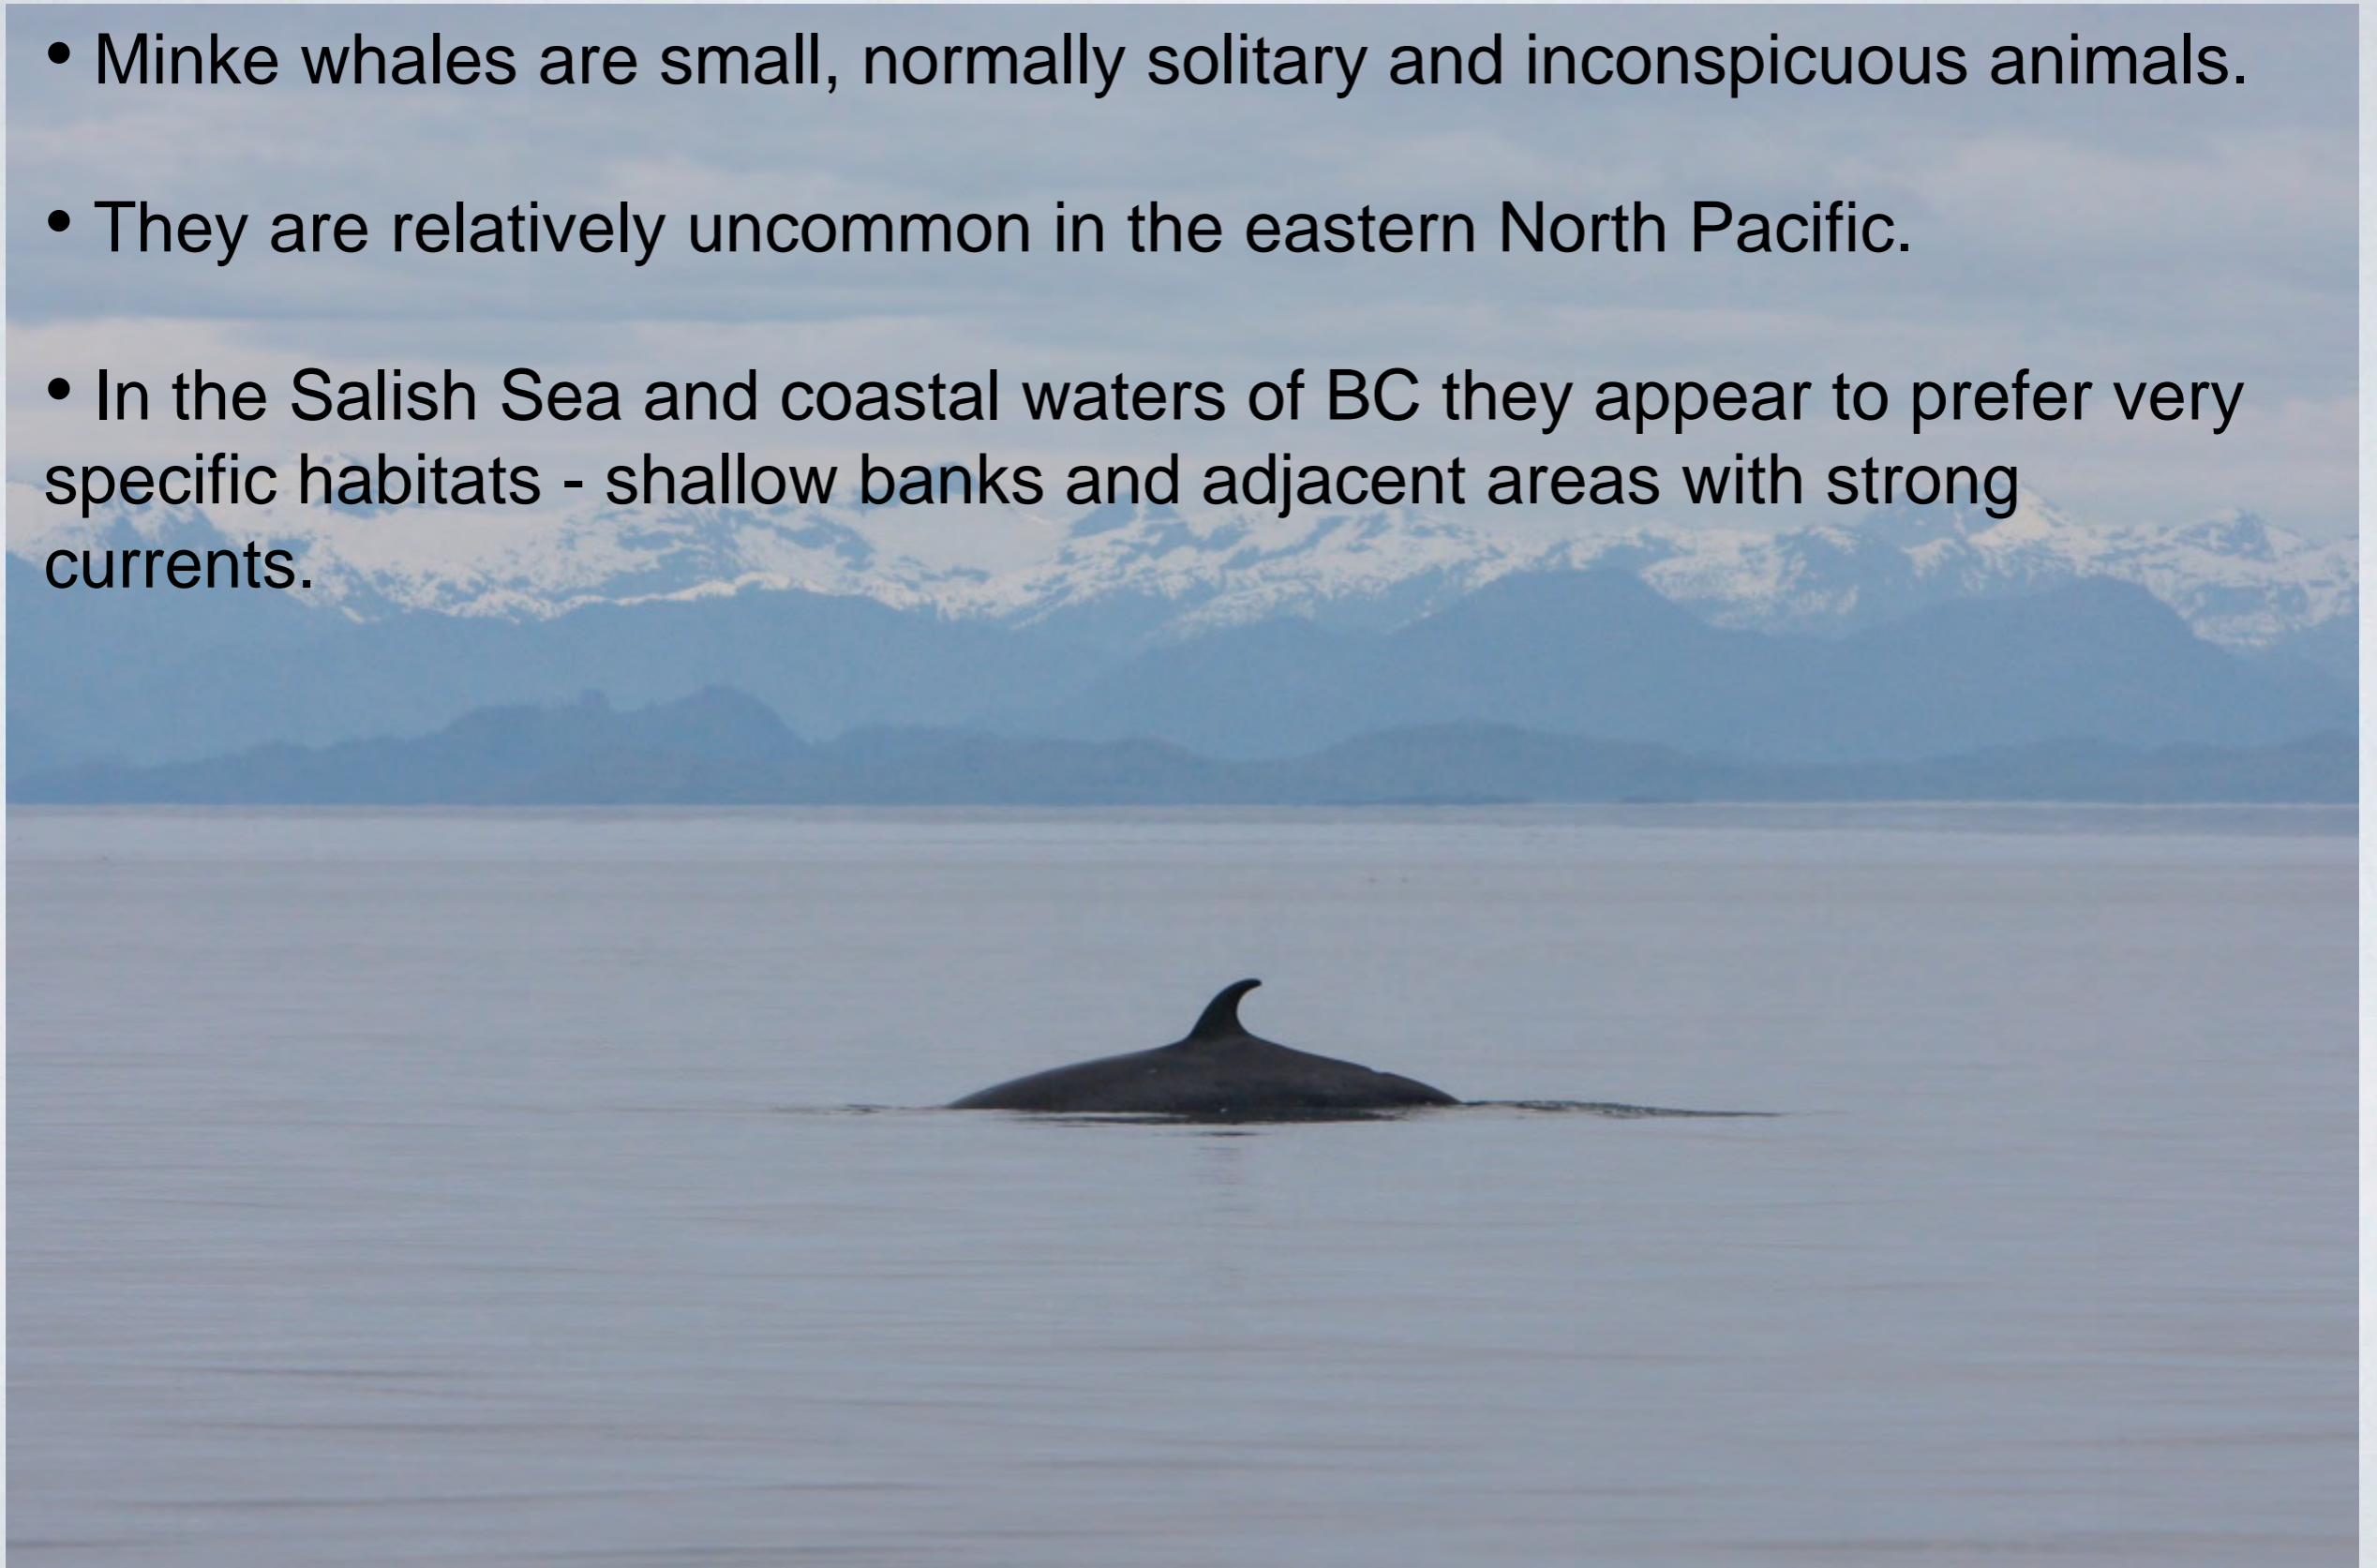 • Minke whales are small, normally solitary and inconspicuous animals.
• They are relatively uncommon in the eastern North Pacific.
• In the Salish Sea and coastal waters of BC they appear to prefer very
specific habitats - shallow banks and adjacent areas with strong
currents.